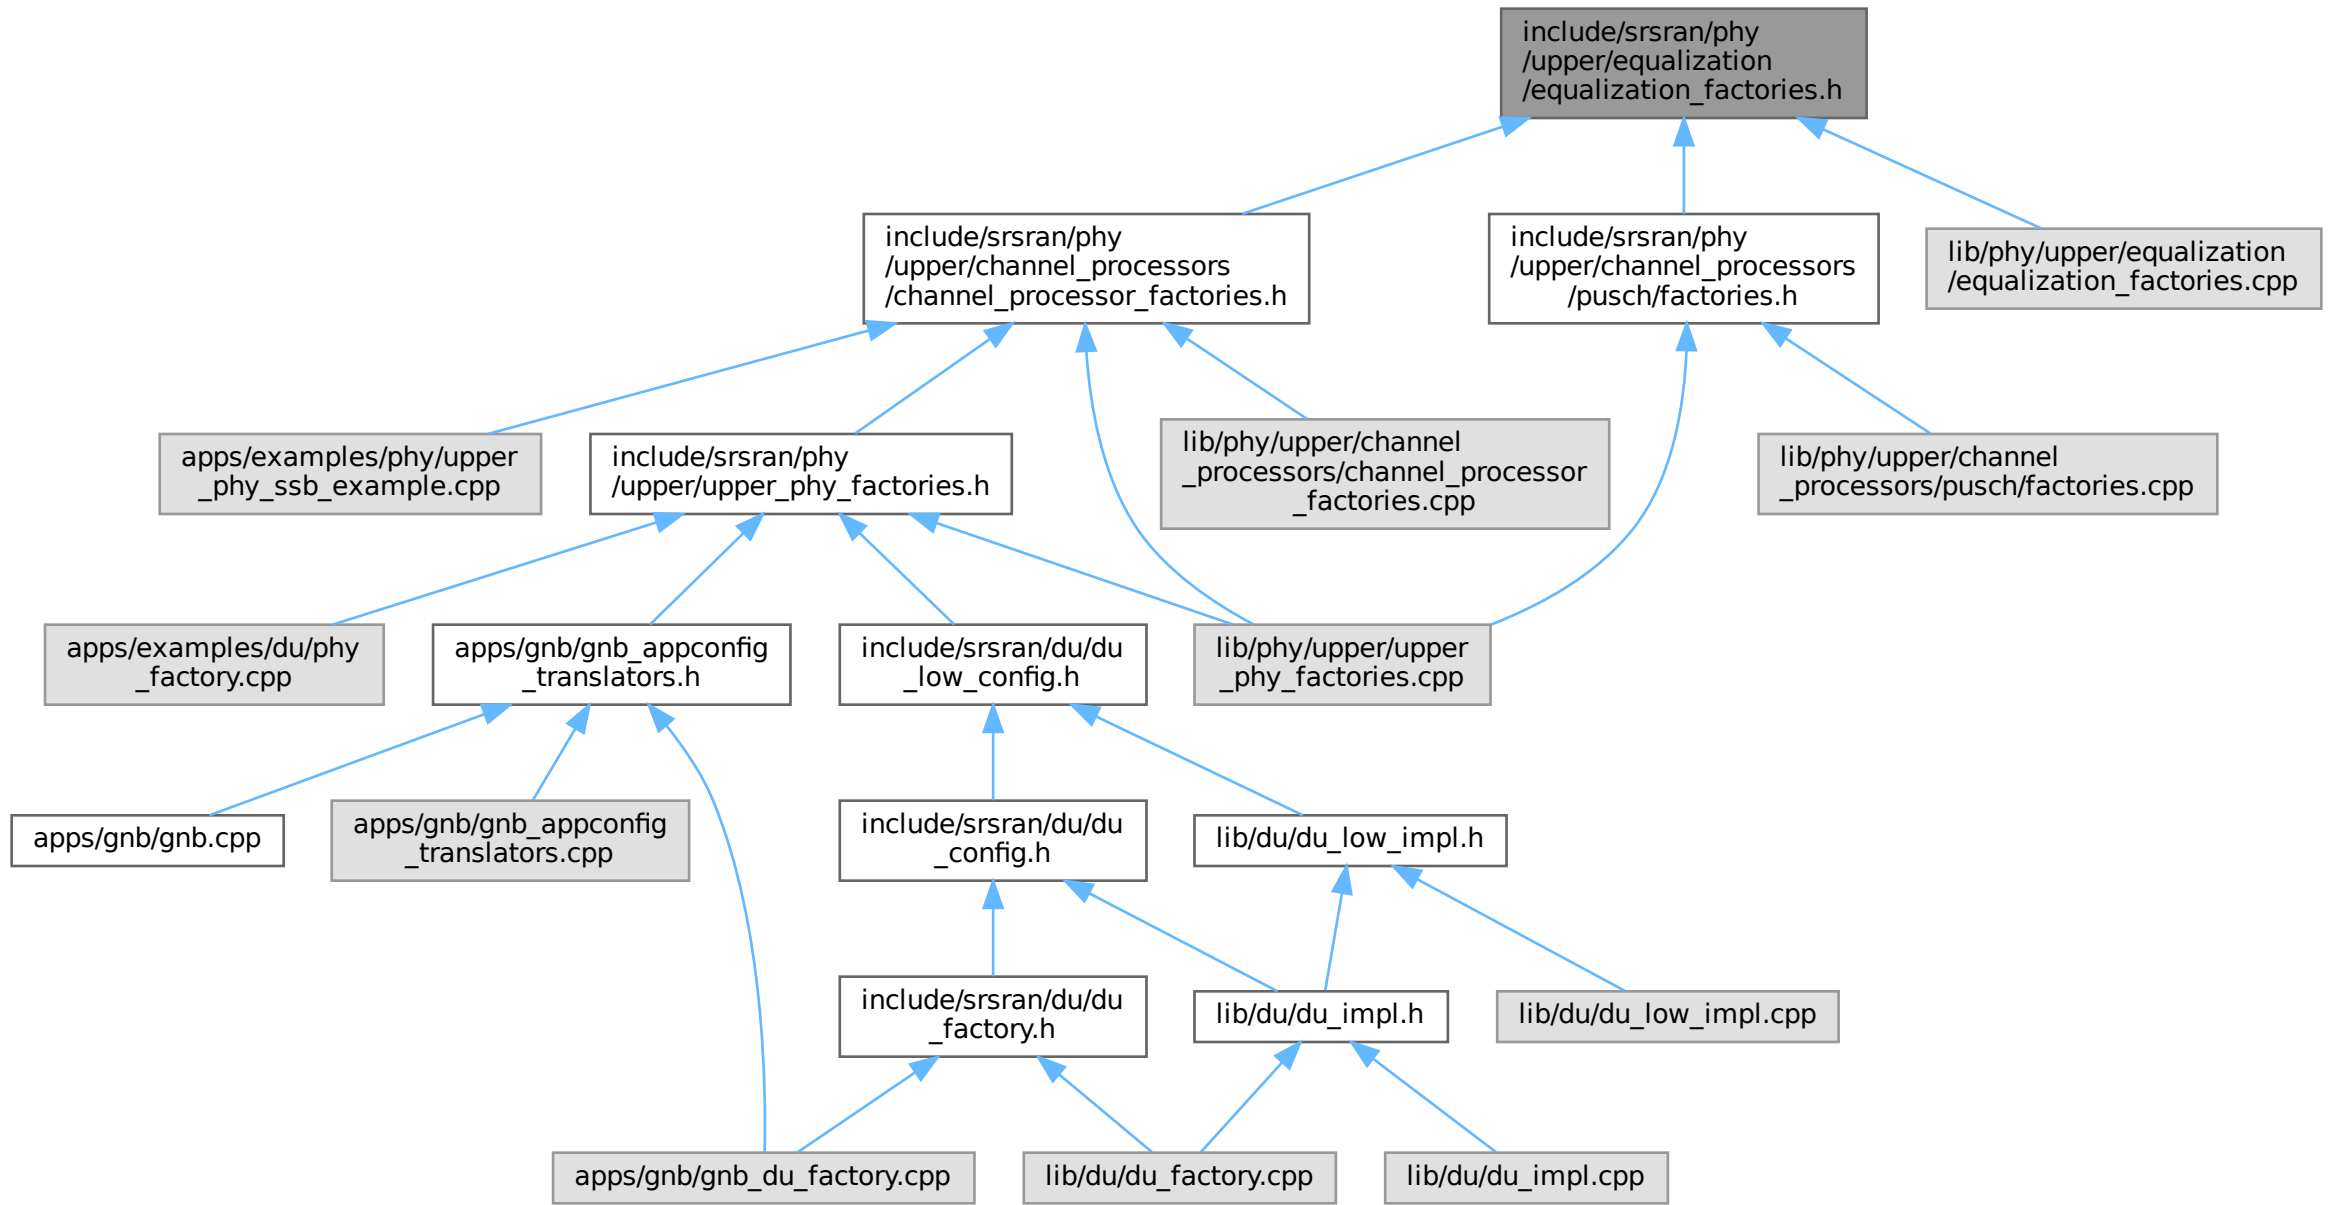 include/srsran/phy
/upper/equalization
/equalization_factories.h
include/srsran/phy
/upper/channel_processors
/channel_processor_factories.h
include/srsran/phy
/upper/channel_processors
/pusch/factories.h
lib/phy/upper/equalization
/equalization_factories.cpp
apps/examples/phy/upper
_phy_ssb_example.cpp
include/srsran/phy
/upper/upper_phy_factories.h
lib/phy/upper/channel
_processors/channel_processor
_factories.cpp
lib/phy/upper/channel
_processors/pusch/factories.cpp
apps/examples/du/phy
_factory.cpp
apps/gnb/gnb_appconfig
_translators.h
include/srsran/du/du
_low_config.h
lib/phy/upper/upper
_phy_factories.cpp
apps/gnb/gnb.cpp
apps/gnb/gnb_appconfig
_translators.cpp
include/srsran/du/du
_config.h
lib/du/du_low_impl.h
include/srsran/du/du
_factory.h
lib/du/du_impl.h
lib/du/du_low_impl.cpp
apps/gnb/gnb_du_factory.cpp
lib/du/du_factory.cpp
lib/du/du_impl.cpp